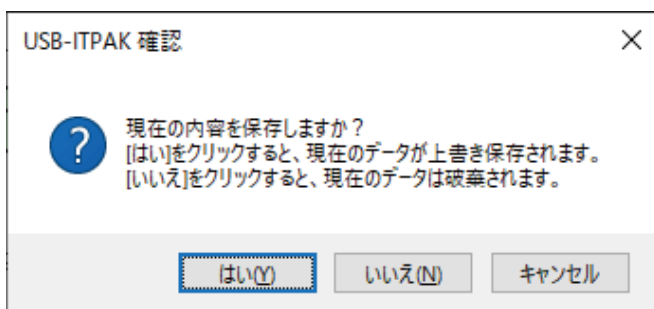 USB-ITPAK 確認
現在の内容を保存しますか？
[はい]をクリックすると、現在のデータが上書き保存されます。
[いいえ]をクリックすると、現在のデータは破棄されます。
はい(Y)
いいえ(N)
キャンセル